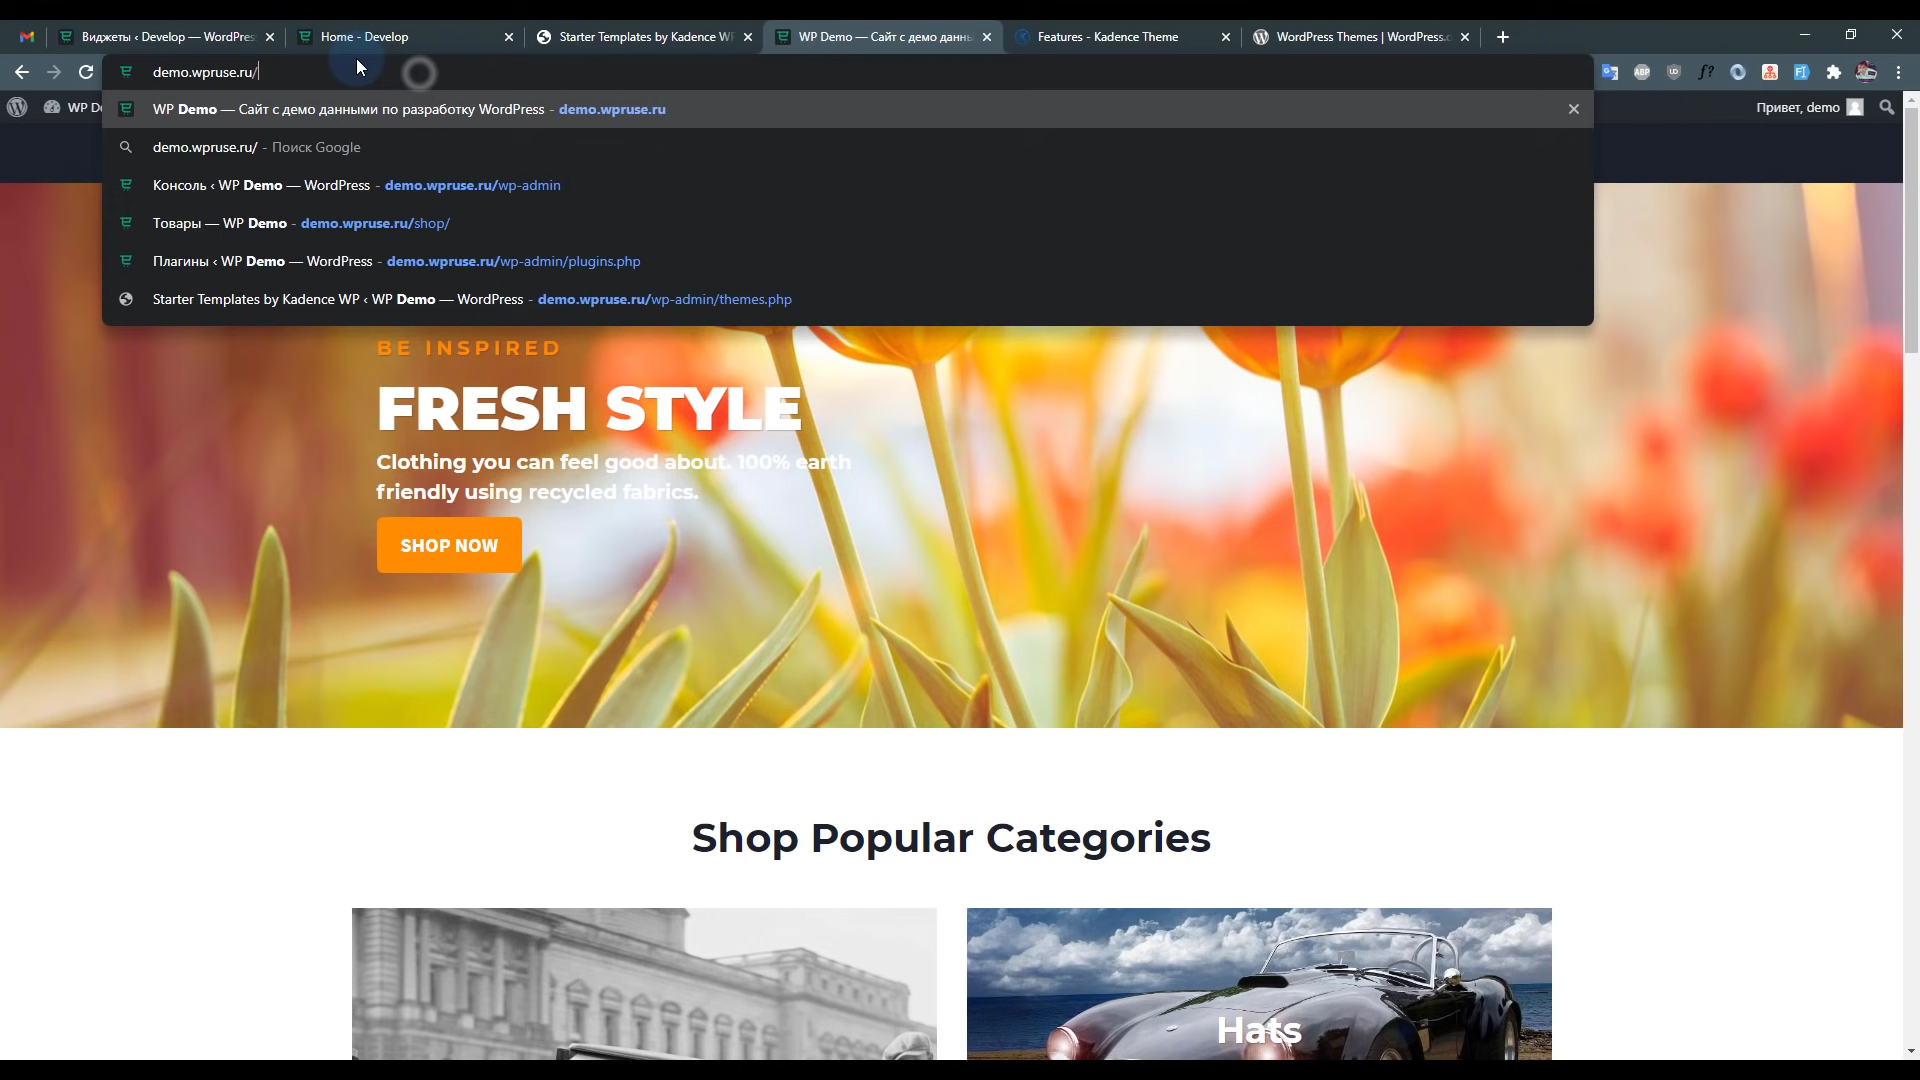 Виджеты ‹ Develop — WordPres
Home - Develop
Starter Templates by Kadence WP
WP Demo — Сайт с демо данны
Features - Kadence Theme
WordPress Themes | WordPress.o
demo.wpruse.ru/
WP De
Привет, demo
WP Demo — Сайт с демо данными по разработку WordPress - demo.wpruse.ru
demo.wpruse.ru/ - Поиск Google
Консоль ‹ WP Demo — WordPress - demo.wpruse.ru/wp-admin
Товары — WP Demo - demo.wpruse.ru/shop/
Плагины ‹ WP Demo — WordPress - demo.wpruse.ru/wp-admin/plugins.php
Starter Templates by Kadence WP ‹ WP Demo — WordPress - demo.wpruse.ru/wp-admin/themes.php
BE INSPIRED
FRESH STYLE
Clothing you can feel good about. 100% earth
friendly using recycled fabrics.
SHOP NOW
Shop Popular Categories
Hats